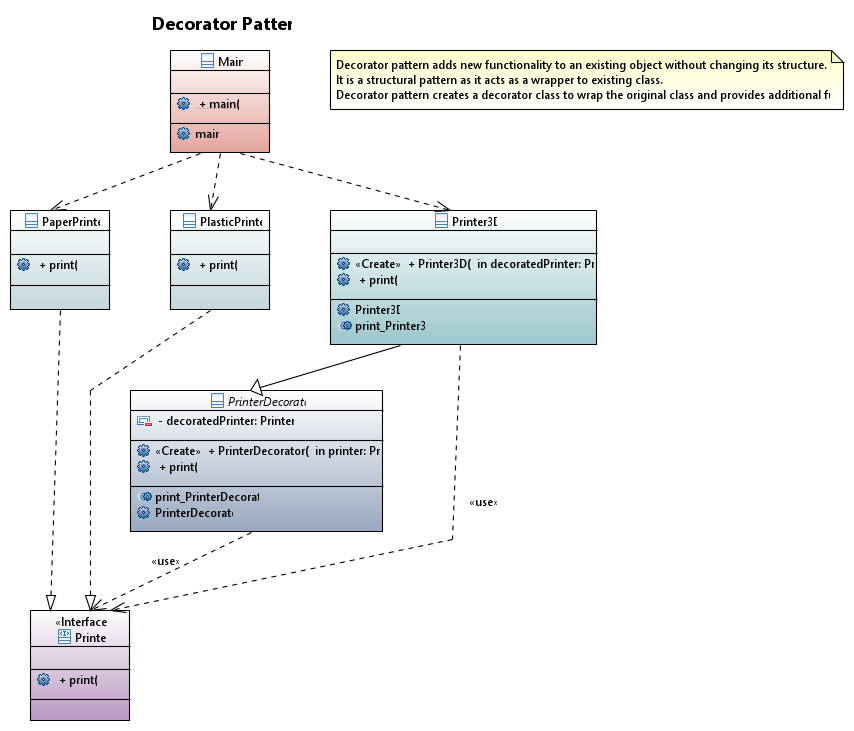 Decorator Patter
Main
+ main(
main
Decorator pattern adds new functionality to an existing object without changing its structure.
It is a structural pattern as it acts as a wrapper to existing class.
Decorator pattern creates a decorator class to wrap the original class and provides additional fu
PaperPrinte
+ print(
PlasticPrinte
+ print(
Printer3D
«Create» + Printer3D( in decoratedPrinter: Pr
+ print(
Printer3D
print_Printer3
PrinterDecorato
- decoratedPrinter: Printer
«Create» + PrinterDecorator( in printer: Pr
+ print(
print_PrinterDecorat
PrinterDecorato
«use»
«use»
«Interface
Printe
+ print(